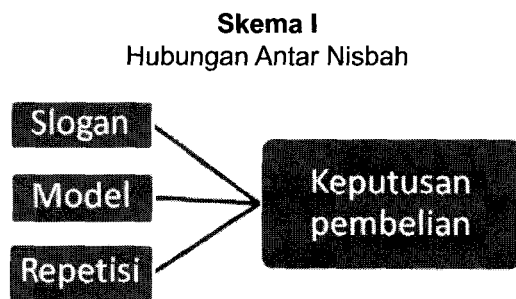 Skema I
Hubungan Antar Nisbah
Slogan
Model
Repetisi
Keputusan
pembelian